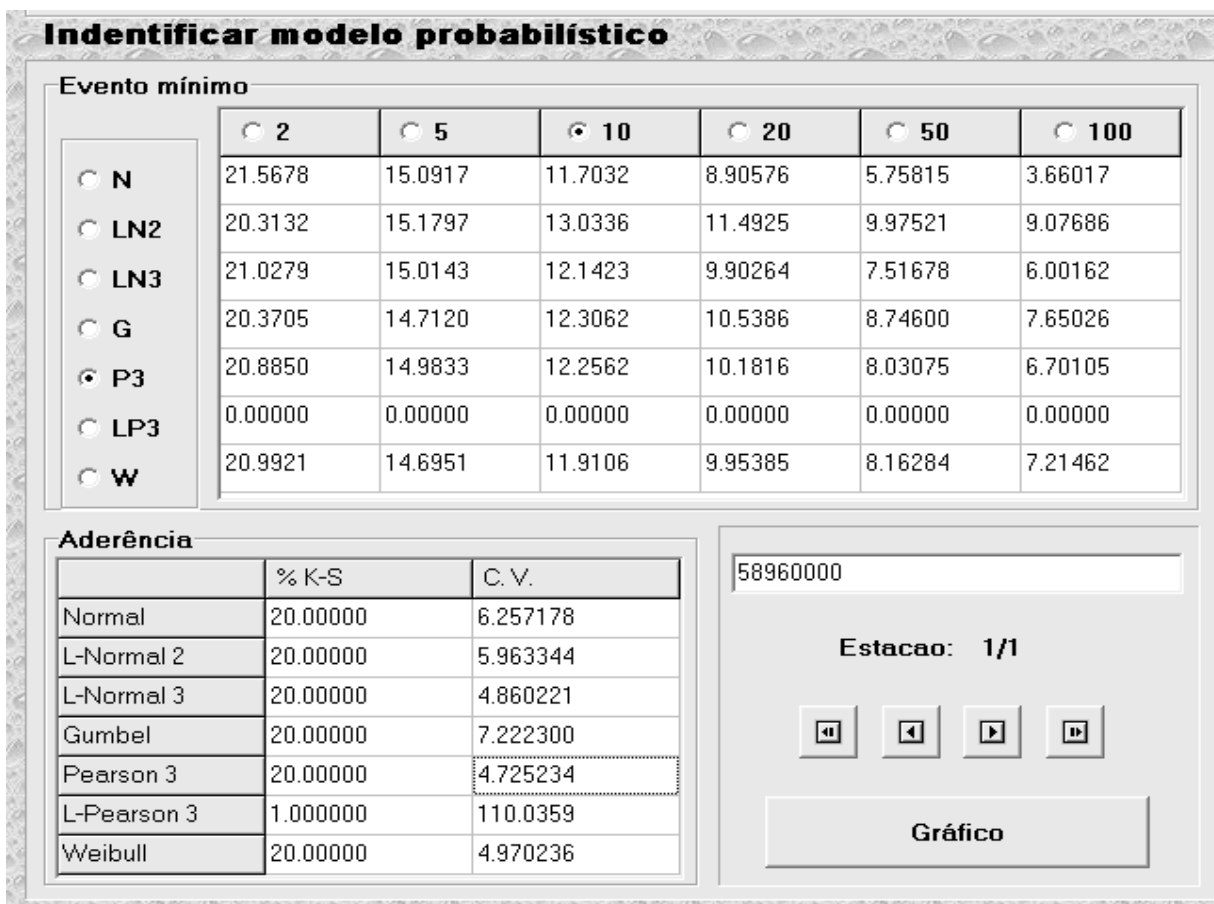 Indentificar modelo probabilístico
Evento mínimo
2 5 10 20 50 100
N 21.5678 15.0917 11.7032 8.90576 5.75815 3.66017
LN2 20.3132 15.1797 13.0336 11.4925 9.97521 9.07686
LN3 21.0279 15.0143 12.1423 9.90264 7.51678 6.00162
G 20.3705 14.7120 12.3062 10.5386 8.74600 7.65026
P3 20.8850 14.9833 12.2562 10.1816 8.03075 6.70105
LP3 0.00000 0.00000 0.00000 0.00000 0.00000 0.00000
W 20.9921 14.6951 11.9106 9.95385 8.16284 7.21462
Aderência
% K-S C. V.
Normal 20.00000 6.257178
L-Normal 2 20.00000 5.963344
L-Normal 3 20.00000 4.860221
Gumbel 20.00000 7.222300
Pearson 3 20.00000 4.725234
L-Pearson 3 1.000000 110.0359
Weibull 20.00000 4.970236
58960000
Estacao: 1/1
Gráfico